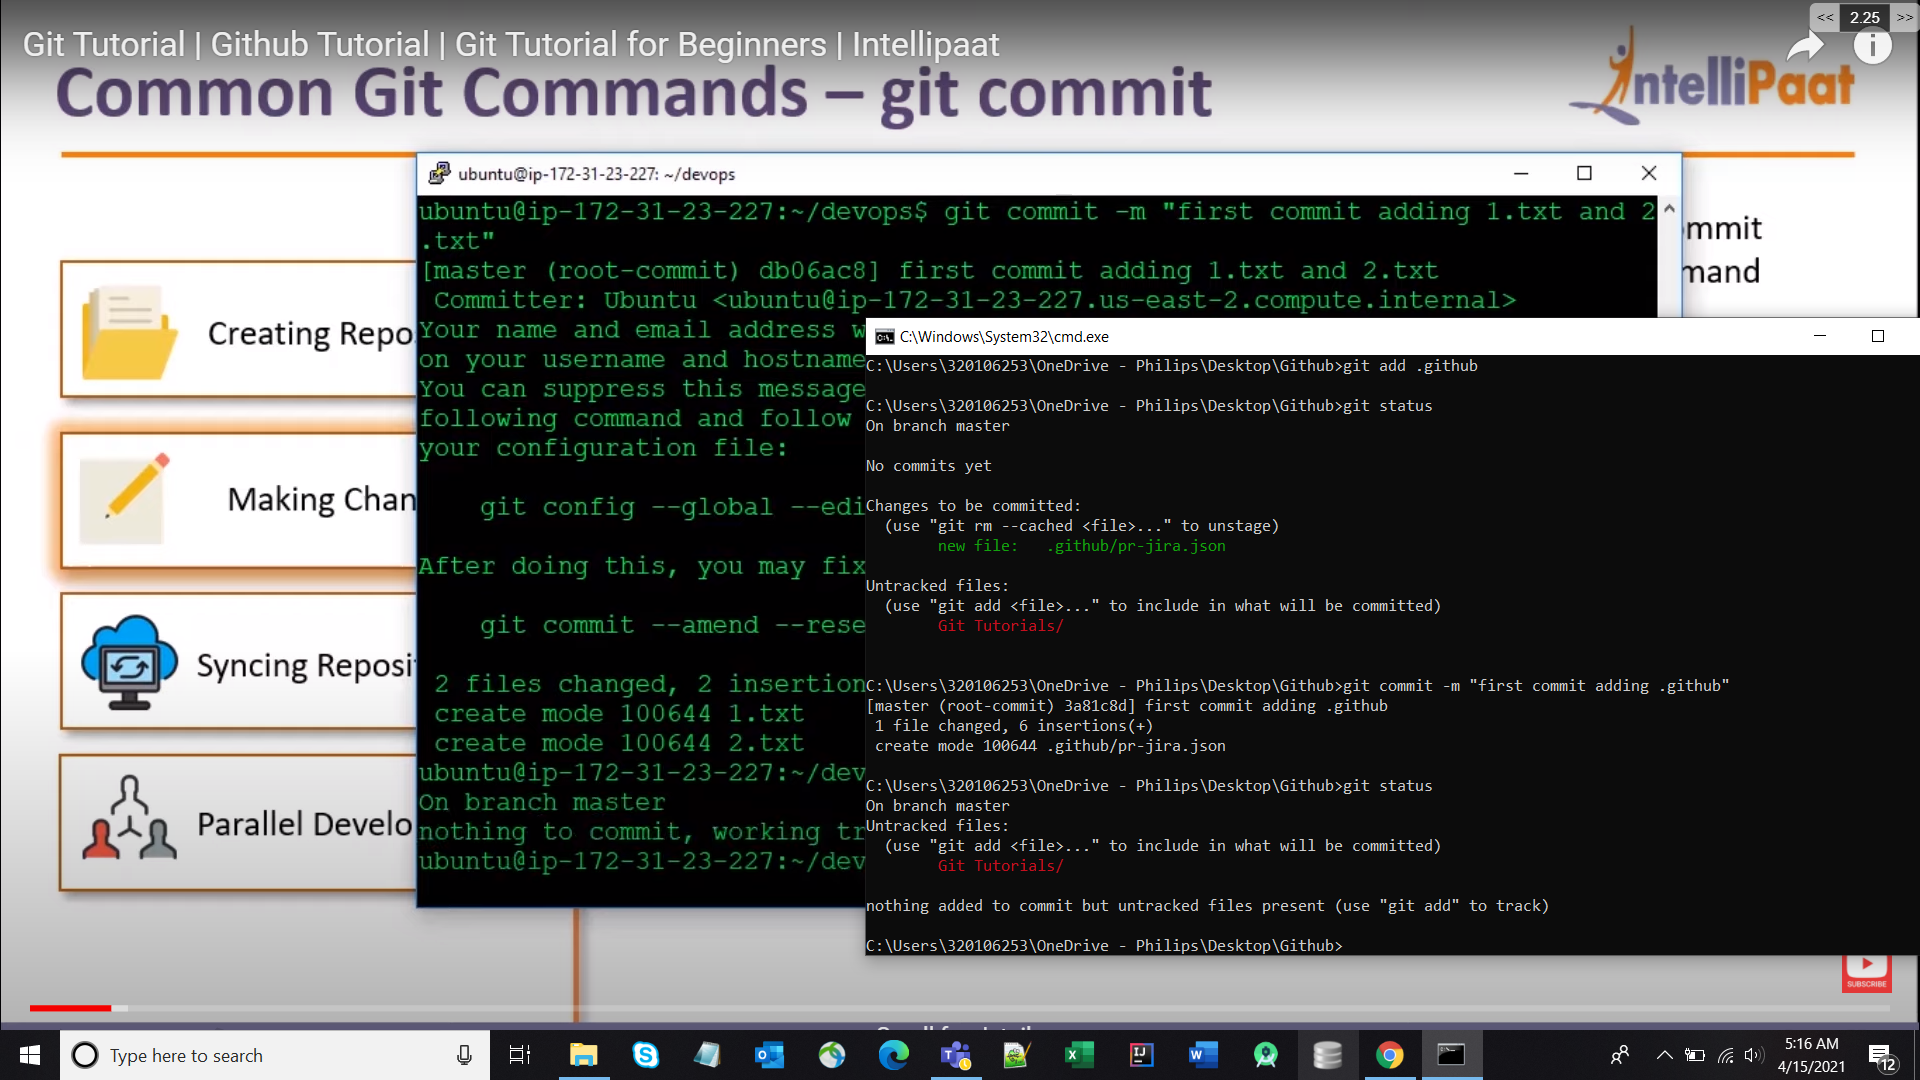 << 2.25 >>
Git Tutorial | Github Tutorial | Git Tutorial for Beginners | Intellipaat
Common Git Commands – git commit
IntelliPaat
ubuntu@ip-172-31-23-227: ~/devops
ubuntu@ip-172-31-23-227:~/devops$ git commit -m "first commit adding 1.txt and 2
.txt"
[master (root-commit) db06ac8] first commit adding 1.txt and 2.txt
Committer: Ubuntu <ubuntu@ip-172-31-23-227.us-east-2.compute.internal>
Your name and email address w
on your username and hostname
You can suppress this message
following command and follow
your configuration file:
git config --global --edi
After doing this, you may fix
git commit --amend --rese
2 files changed, 2 insertion
create mode 100644 1.txt
create mode 100644 2.txt
ubuntu@ip-172-31-23-227:~/dev
On branch master
nothing to commit, working tr
ubuntu@ip-172-31-23-227:~/dev
ommit
mand
Creating Repo
Making Chan
Syncing Reposi
Parallel Develo
C:\Windows\System32\cmd.exe
C:\Users\320106253\OneDrive - Philips\Desktop\Github>git add .github
C:\Users\320106253\OneDrive - Philips\Desktop\Github>git status
On branch master
No commits yet
Changes to be committed:
(use "git rm --cached <file>..." to unstage)
new file:   .github/pr-jira.json
Untracked files:
(use "git add <file>..." to include in what will be committed)
Git Tutorials/
C:\Users\320106253\OneDrive - Philips\Desktop\Github>git commit -m "first commit adding .github"
[master (root-commit) 3a81c8d] first commit adding .github
1 file changed, 6 insertions(+)
create mode 100644 .github/pr-jira.json
C:\Users\320106253\OneDrive - Philips\Desktop\Github>git status
On branch master
Untracked files:
(use "git add <file>..." to include in what will be committed)
Git Tutorials/
nothing added to commit but untracked files present (use "git add" to track)
C:\Users\320106253\OneDrive - Philips\Desktop\Github>
SUBSCRIBE
Type here to search
5:16 AM
4/15/2021
12